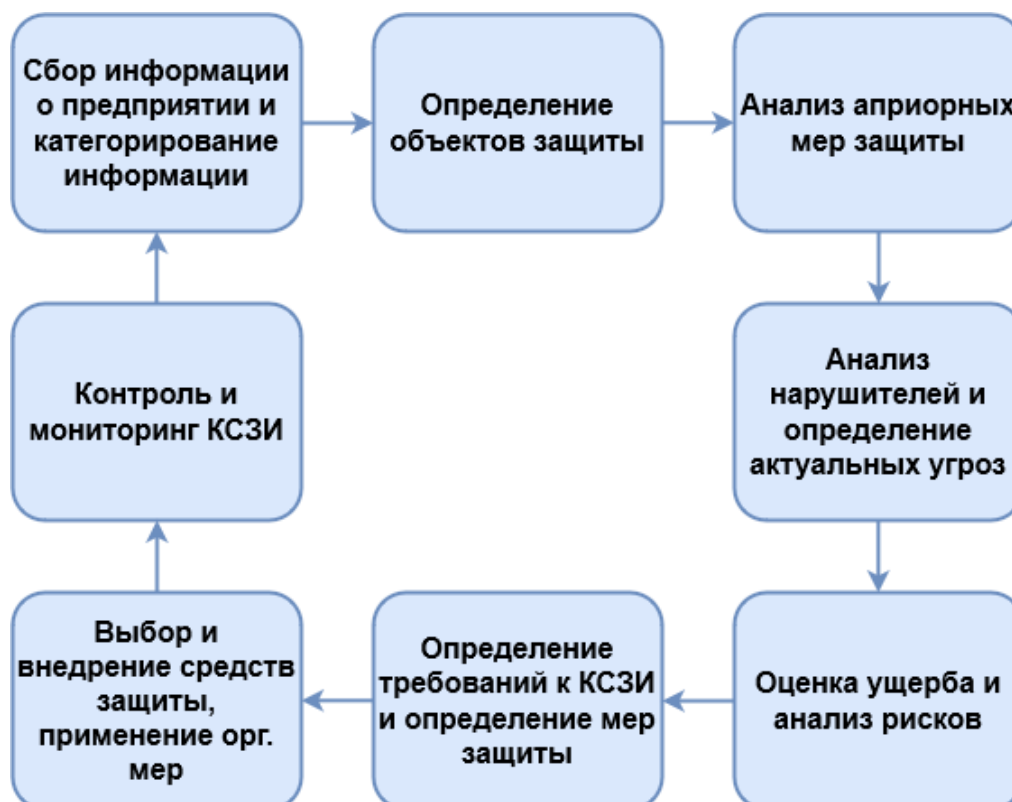 Сбор информации
о предприятии и
категорирование
информации
Определение
объектов защиты
Анализ априорных
мер защиты
Анализ
нарушителей и
определение
актуальных угроз
Оценка ущерба и
анализ рисков
Определение
требований к КСЗИ
и определение мер
защиты
Выбор и
внедрение средств
защиты,
применение орг.
мер
Контроль и
мониторинг КСЗИ